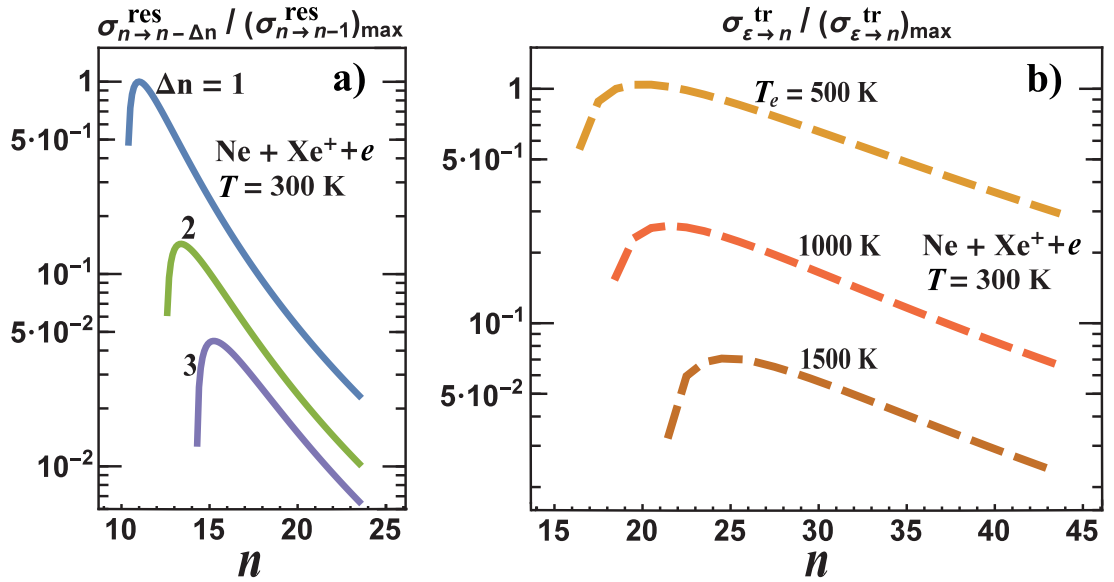 σ^res_{n→n−Δn} / (σ^res_{n→n−1})_max
a)
Δn = 1
Ne + Xe⁺+e
T = 300 K
2
3
1
5·10⁻¹
10⁻¹
5·10⁻²
10⁻²
10 15 20 25
n
σ^tr_{ε→n} / (σ^tr_{ε→n})_max
b)
T_e = 500 K
1000 K
Ne + Xe⁺+e
T = 300 K
1500 K
1
5·10⁻¹
10⁻¹
5·10⁻²
15 20 25 30 35 40 45
n